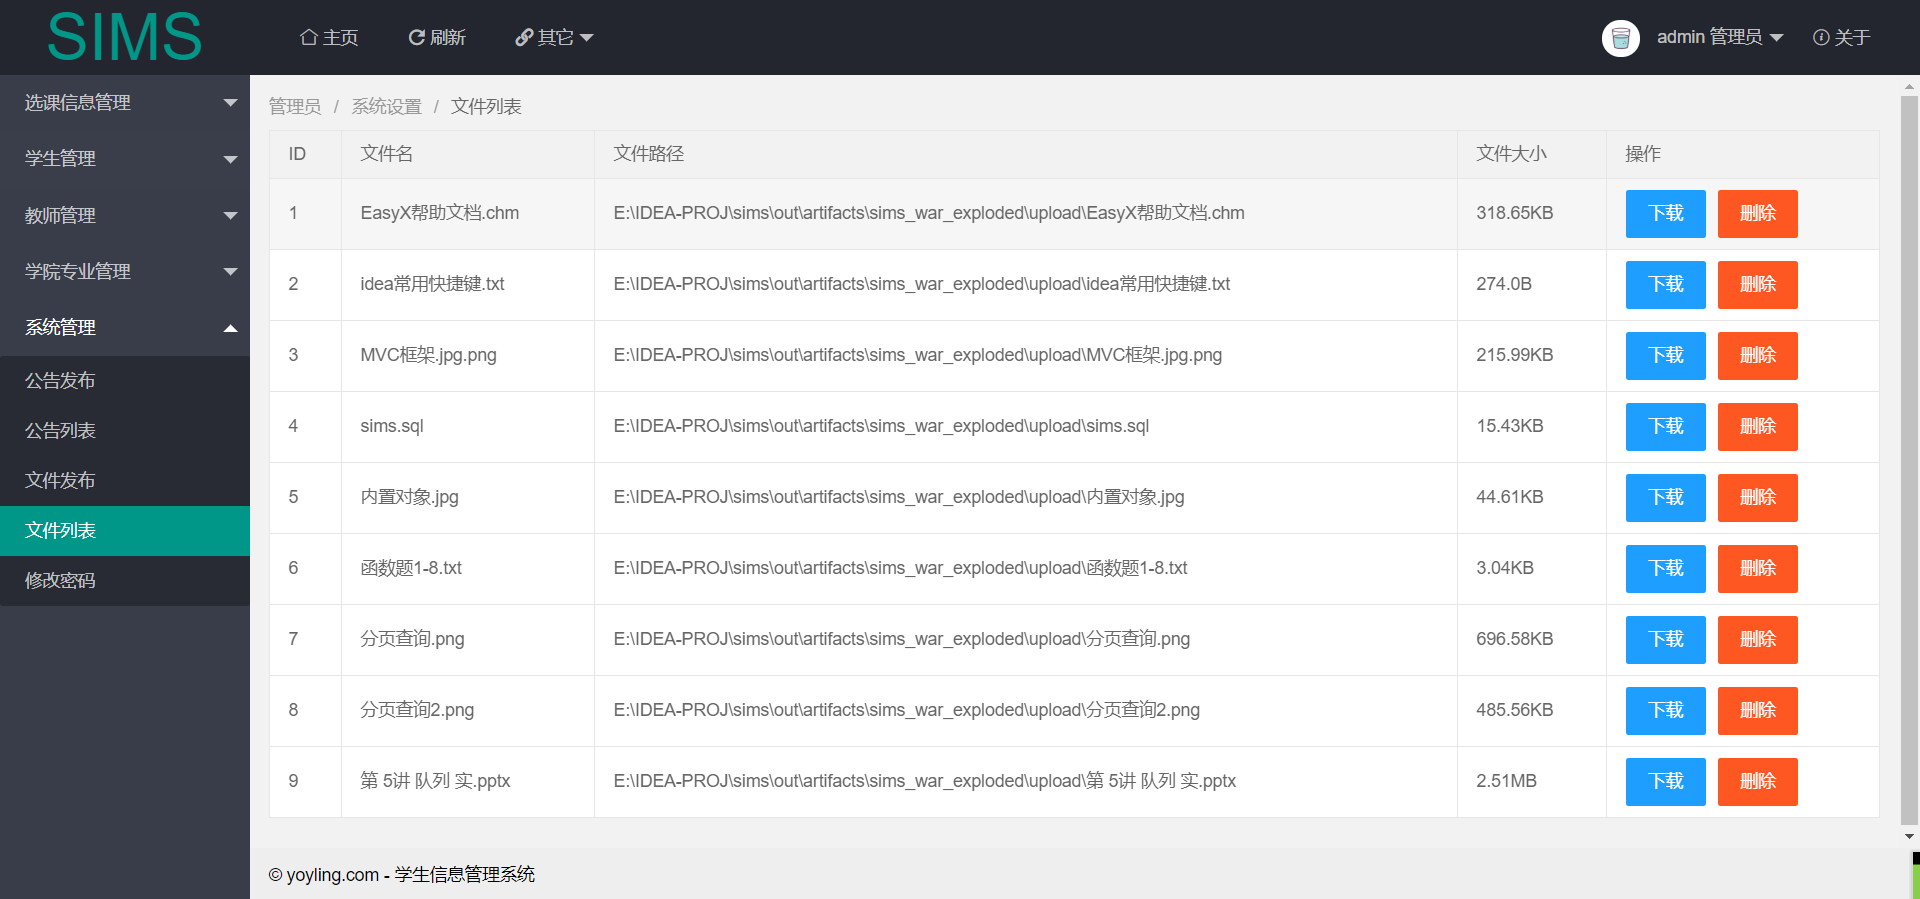 SIMS
主页 刷新 其它 admin 管理员 关于
选课信息管理
学生管理
教师管理
学院专业管理
系统管理
公告发布
公告列表
文件发布
文件列表
修改密码
管理员 / 系统设置 / 文件列表
ID 文件名 文件路径 文件大小 操作
1 EasyX帮助文档.chm E:\IDEA-PROJ\sims\out\artifacts\sims_war_exploded\upload\EasyX帮助文档.chm 318.65KB 下载 删除
2 idea常用快捷键.txt E:\IDEA-PROJ\sims\out\artifacts\sims_war_exploded\upload\idea常用快捷键.txt 274.0B 下载 删除
3 MVC框架.jpg.png E:\IDEA-PROJ\sims\out\artifacts\sims_war_exploded\upload\MVC框架.jpg.png 215.99KB 下载 删除
4 sims.sql E:\IDEA-PROJ\sims\out\artifacts\sims_war_exploded\upload\sims.sql 15.43KB 下载 删除
5 内置对象.jpg E:\IDEA-PROJ\sims\out\artifacts\sims_war_exploded\upload\内置对象.jpg 44.61KB 下载 删除
6 函数题1-8.txt E:\IDEA-PROJ\sims\out\artifacts\sims_war_exploded\upload\函数题1-8.txt 3.04KB 下载 删除
7 分页查询.png E:\IDEA-PROJ\sims\out\artifacts\sims_war_exploded\upload\分页查询.png 696.58KB 下载 删除
8 分页查询2.png E:\IDEA-PROJ\sims\out\artifacts\sims_war_exploded\upload\分页查询2.png 485.56KB 下载 删除
9 第 5讲 队列 实.pptx E:\IDEA-PROJ\sims\out\artifacts\sims_war_exploded\upload\第 5讲 队列 实.pptx 2.51MB 下载 删除
© yoyling.com - 学生信息管理系统